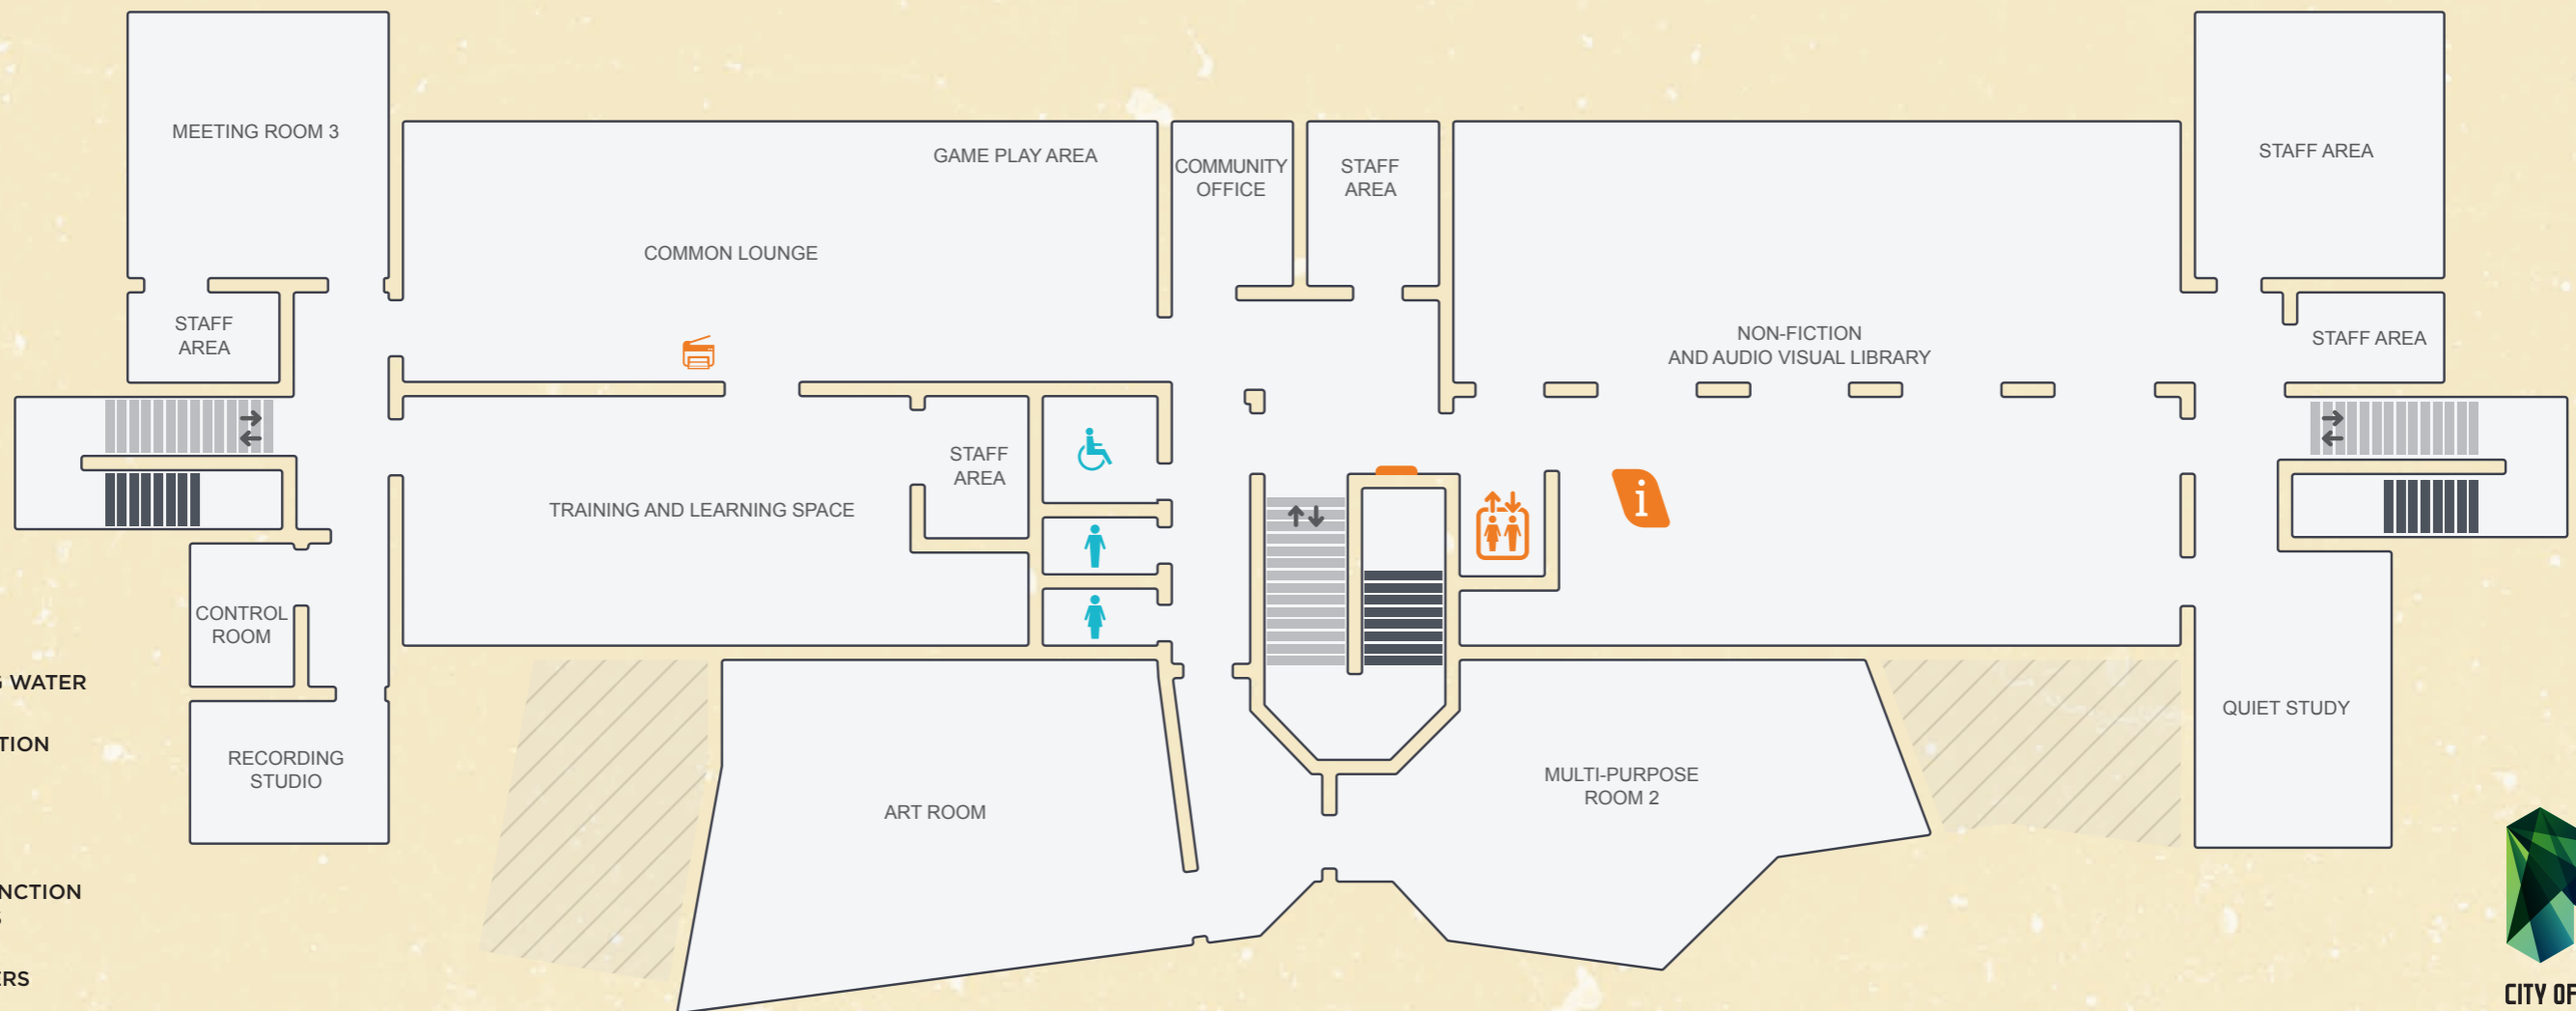 MEETING ROOM 3
GAME PLAY AREA
COMMUNITY
OFFICE
STAFF
AREA
STAFF AREA
COMMON LOUNGE
STAFF
AREA
NON-FICTION
AND AUDIO VISUAL LIBRARY
STAFF AREA
STAFF
AREA
TRAINING AND LEARNING SPACE
i
CONTROL
ROOM
WATER
QUIET STUDY
TION
RECORDING
STUDIO
MULTI-PURPOSE
ROOM 2
ART ROOM
NCTION
S
ERS
CITY OF